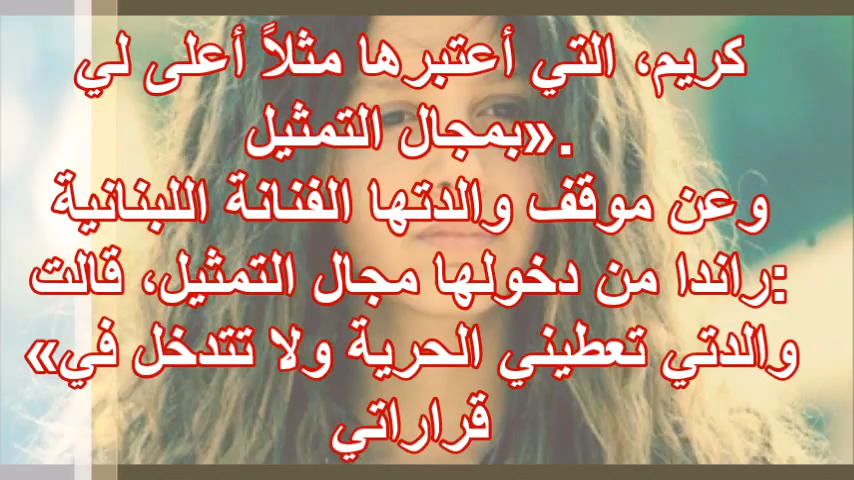 كريم، التي أعتبرها مثلاً أعلى لي
بمجال التمثيل».
وعن موقف والدتها الفنانة اللبنانية
راندا من دخولها مجال التمثيل، قالت:
«والدتي تعطيني الحرية ولا تتدخل في
قراراتي